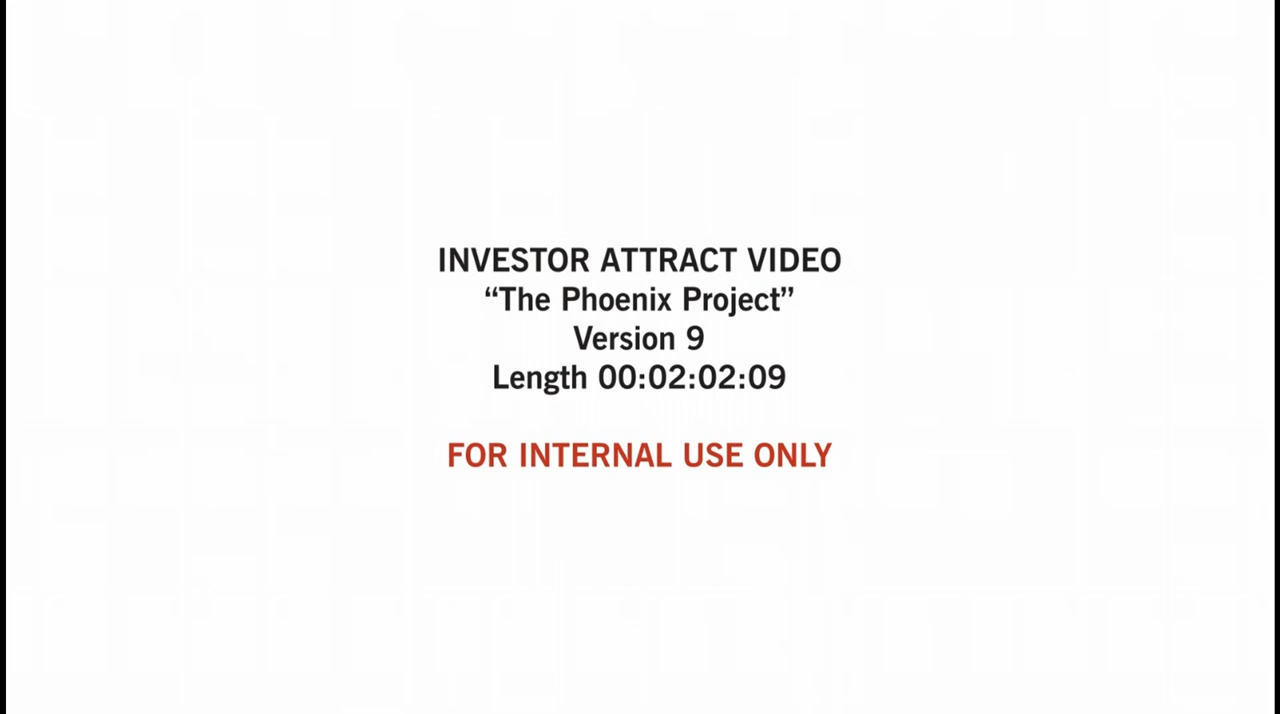 INVESTOR ATTRACT VIDEO
“The Phoenix Project”
Version 9
Length 00:02:02:09
FOR INTERNAL USE ONLY